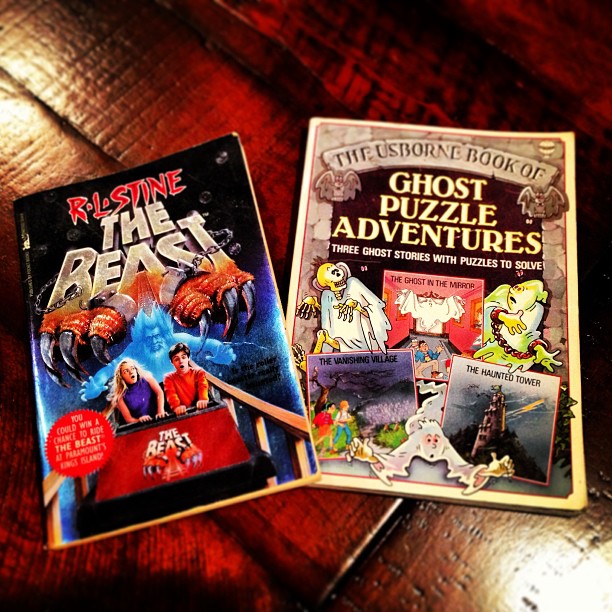 R•L•STINE
THE
BEAST
YOU
COULD WIN A
CHANCE TO RIDE
THE BEAST
AT PARAMOUNT'S
KINGS ISLAND!
THE
BEAST
THE USBORNE BOOK OF
GHOST
PUZZLE
ADVENTURES
THREE GHOST STORIES WITH PUZZLES TO SOLVE
THE GHOST IN THE MIRROR
THE VANISHING VILLAGE
THE HAUNTED TOWER